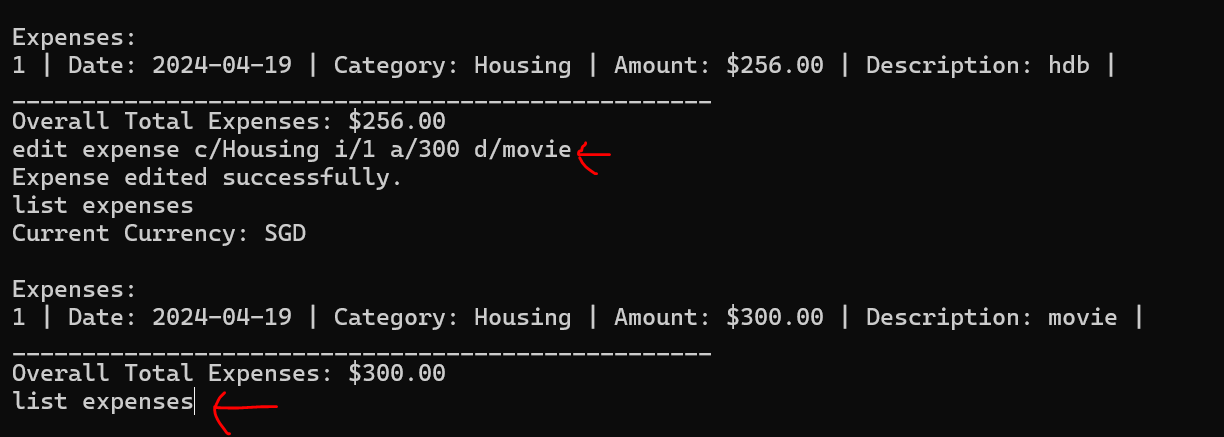 Expenses:
1 | Date: 2024-04-19 | Category: Housing | Amount: $256.00 | Description: hdb |
__________________________________________________
Overall Total Expenses: $256.00
edit expense c/Housing i/1 a/300 d/movie
Expense edited successfully.
list expenses
Current Currency: SGD
Expenses:
1 | Date: 2024-04-19 | Category: Housing | Amount: $300.00 | Description: movie |
__________________________________________________
Overall Total Expenses: $300.00
list expenses